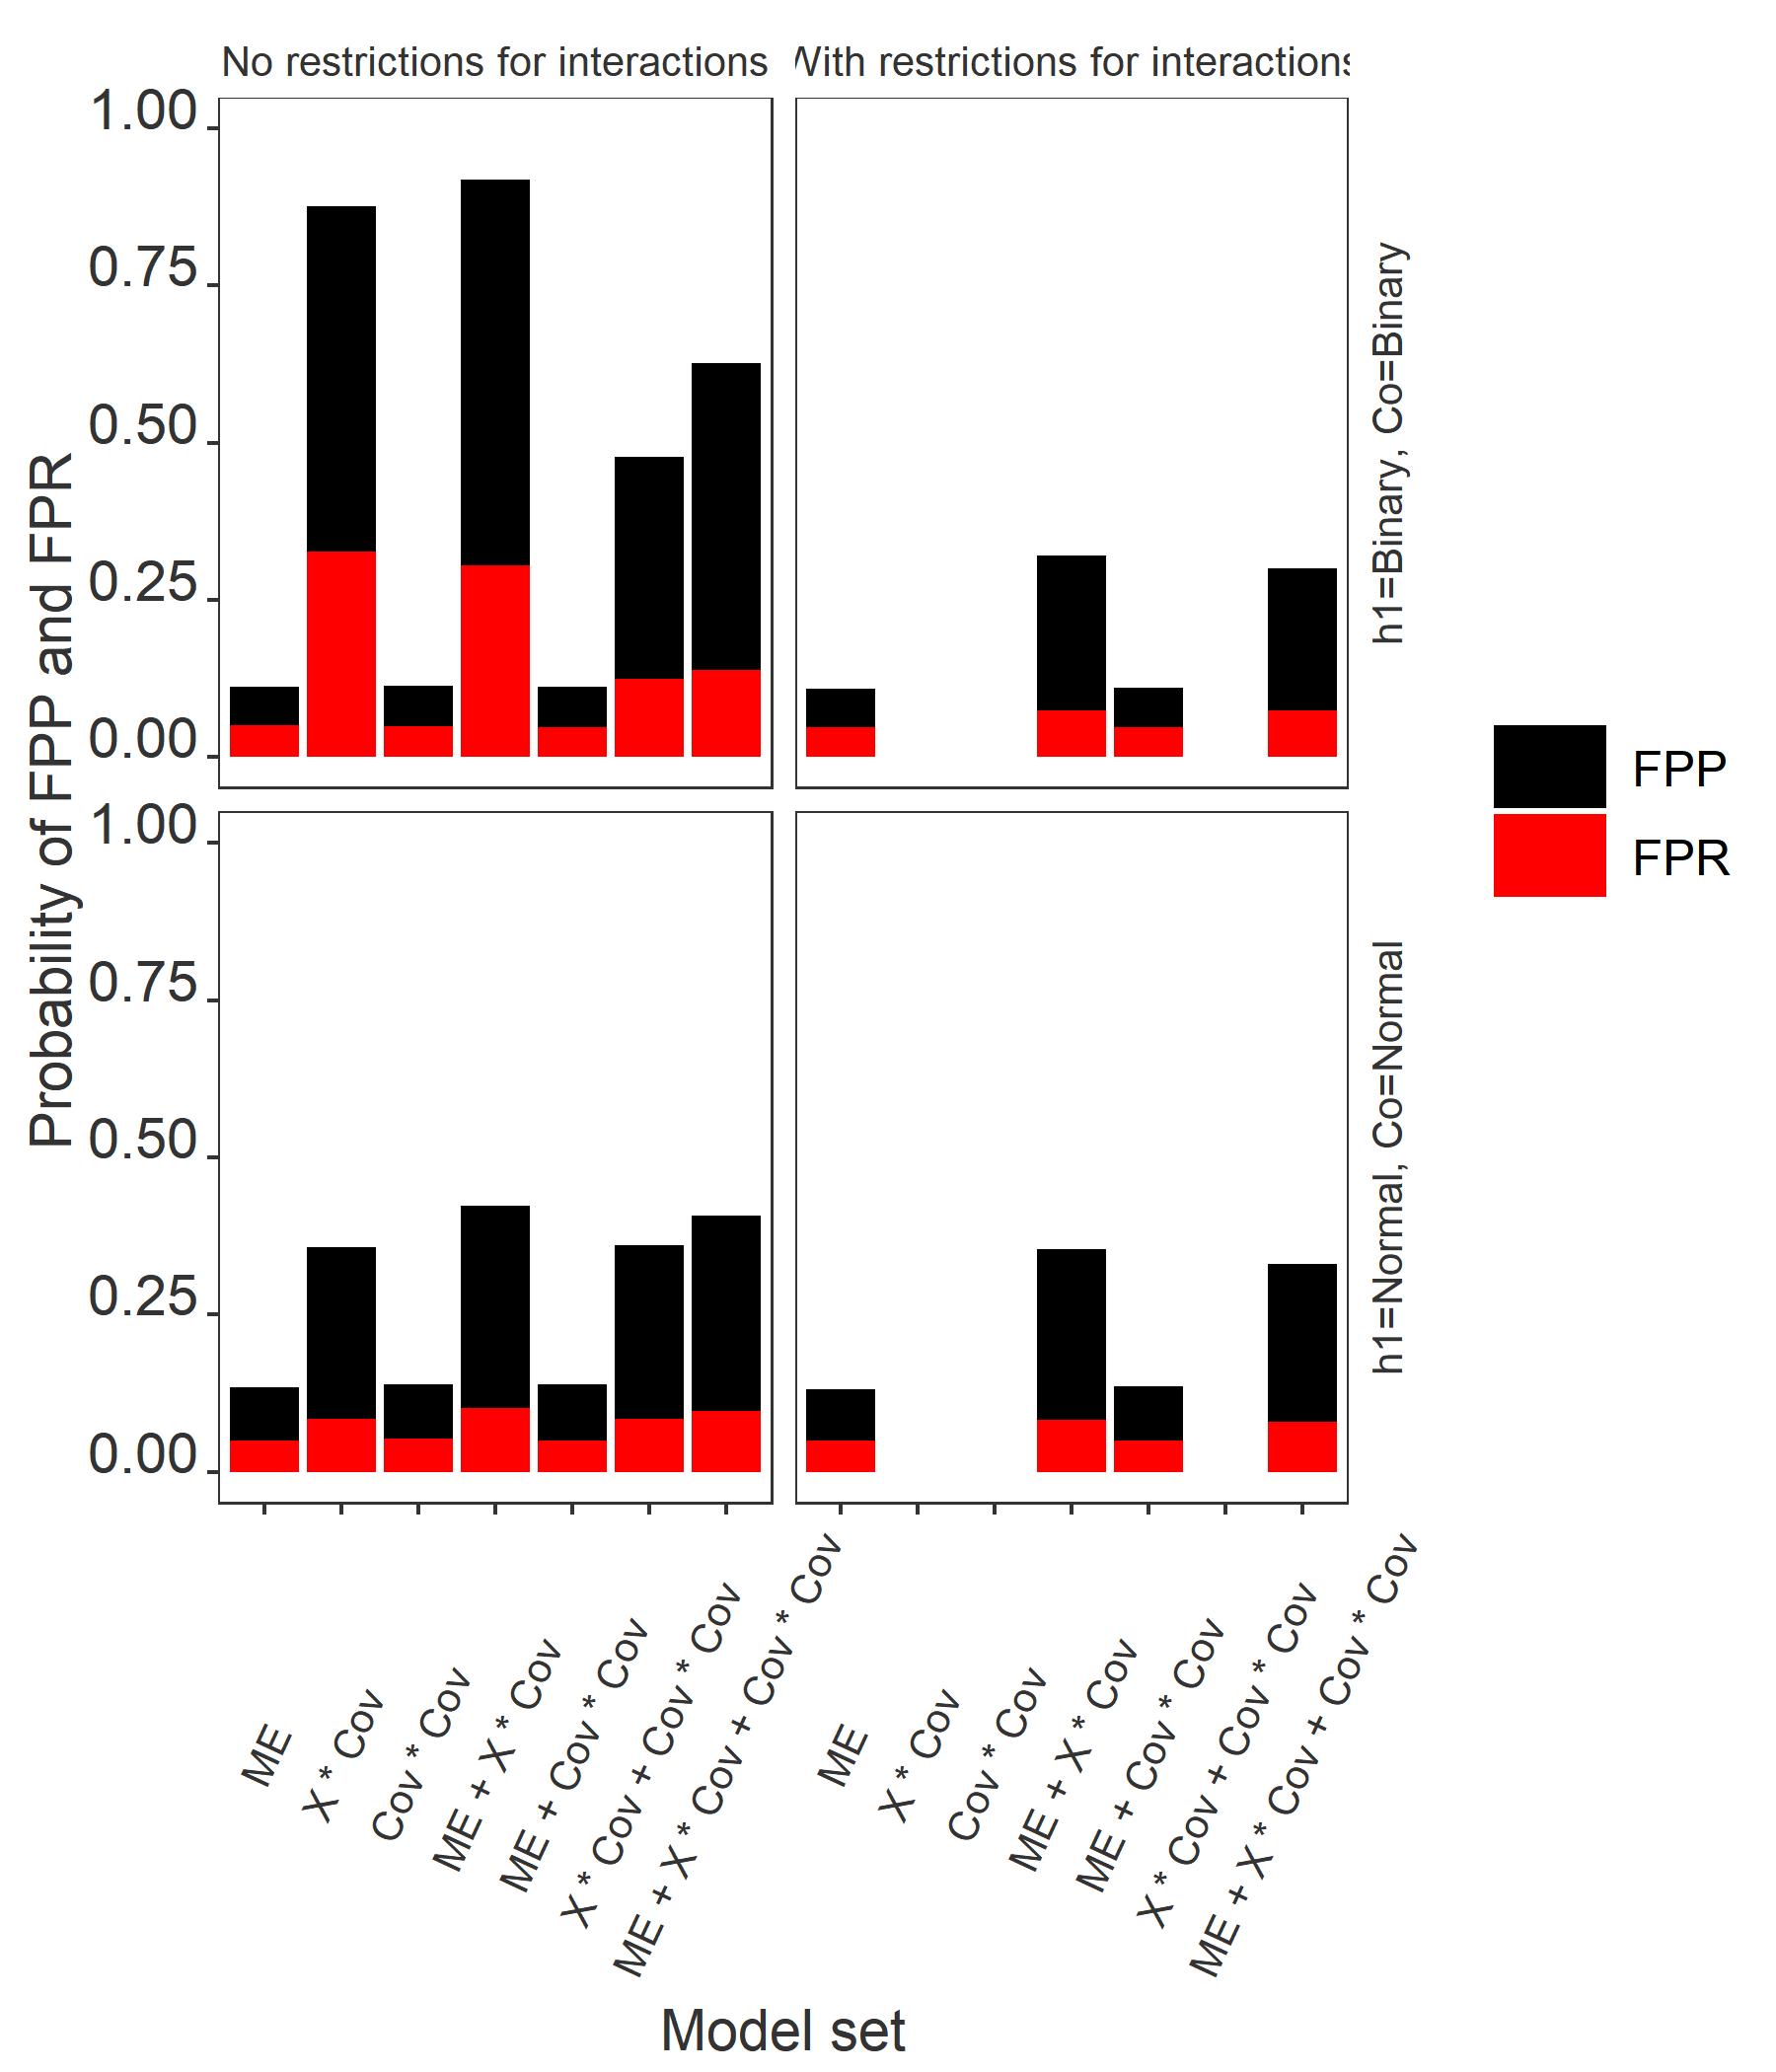 No restrictions for interactions
With restrictions for interactions
1.00
0.75
0.50
0.25
0.00
h1=Binary, Co=Binary
1.00
0.75
0.50
0.25
0.00
h1=Normal, Co=Normal
Probability of FPP and FPR
FPP
FPR
ME
X * Cov
Cov * Cov
ME + X * Cov
ME + Cov * Cov
X * Cov + Cov * Cov
ME + X * Cov + Cov * Cov
ME
X * Cov
Cov * Cov
ME + X * Cov
ME + Cov * Cov
X * Cov + Cov * Cov
ME + X * Cov + Cov * Cov
Model set